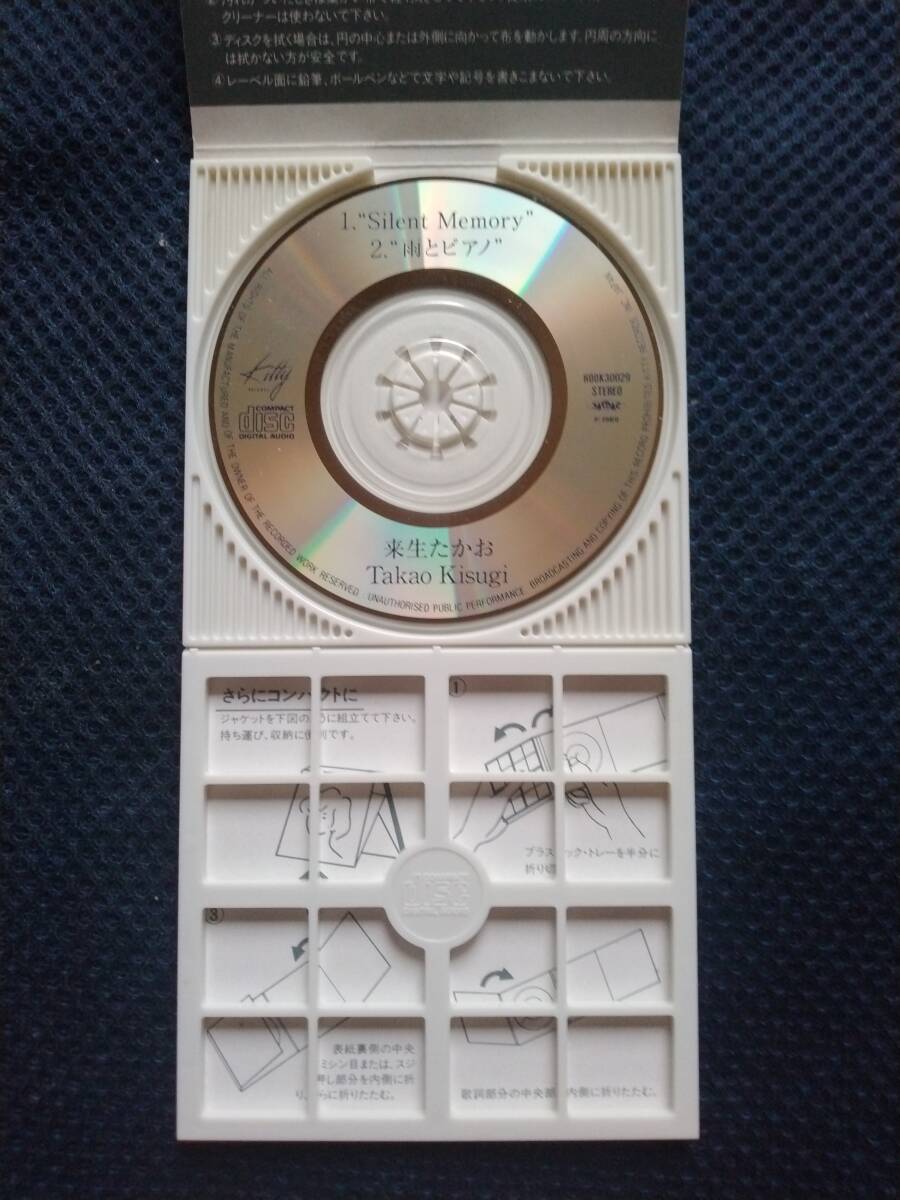 クリーナーは使わないで下さい。
③ディスクを拭く場合は、円の中心または外側に向かって布を動かします。円周の方向に
は拭かない方が安全です。
④レーベル面に鉛筆、ボールペンなどで文字や記号を書きこまないで下さい。
1.“Silent Memory”
2.“雨とピアノ”
Kitty
COMPACT
disc
DIGITAL AUDIO
H00K30029
STEREO
来生たかお
Takao Kisugi
ALL RIGHTS OF THE MANUFACTURER AND OF THE OWNER OF THE RECORDED WORK RESERVED. UNAUTHORISED PUBLIC PERFORMANCE BROADCASTING AND COPYING OF THIS RECORD PROHIBITED.
さらにコンパクトに
ジャケットを下図のように組立てて下さい。
持ち運び、収納に便利です。
①
プラスチック・トレーを半分に
折り
disc
③
表紙裏側の中央
ミシン目または、スジ
押し部分を内側に折
り、さらに折りたたむ。
歌詞部分の中央部 内側に折りたたむ。